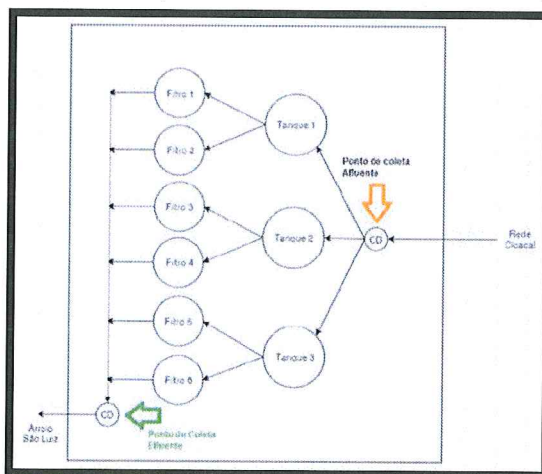 Filtro 1
Filtro 2
Filtro 3
Filtro 4
Filtro 5
Filtro 6
Tanque 1
Tanque 2
Tanque 3
Ponto de coleta
Afluente
CD
Rede
Cloacal
CD
Ponto de Coleta
Efluente
Arroio
São Luiz